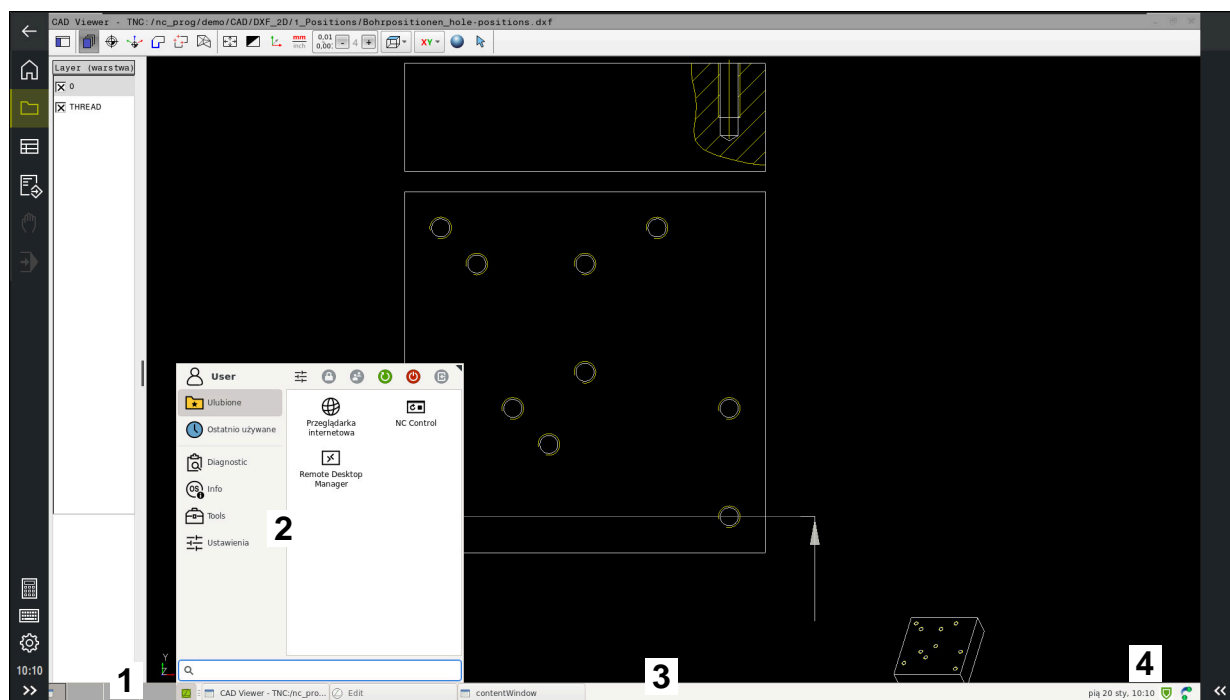 CAD Viewer - TNC:/nc_prog/demo/CAD/DXF_2D/1_Positions/Bohrpositionen_hole-positions.dxf
mm
inch
0,01
0,00:
4
XY
Layer (warstwa)
0
THREAD
User
Ulubione
Ostatnio używane
Diagnostic
OS
Info
Tools
Ustawienia
Przeglądarka
internetowa
NC Control
Remote Desktop
Manager
2
Y
Z
10:10
1
3
4
CAD Viewer - TNC:/nc_pro...
Edit
contentWindow
pią 20 sty, 10:10